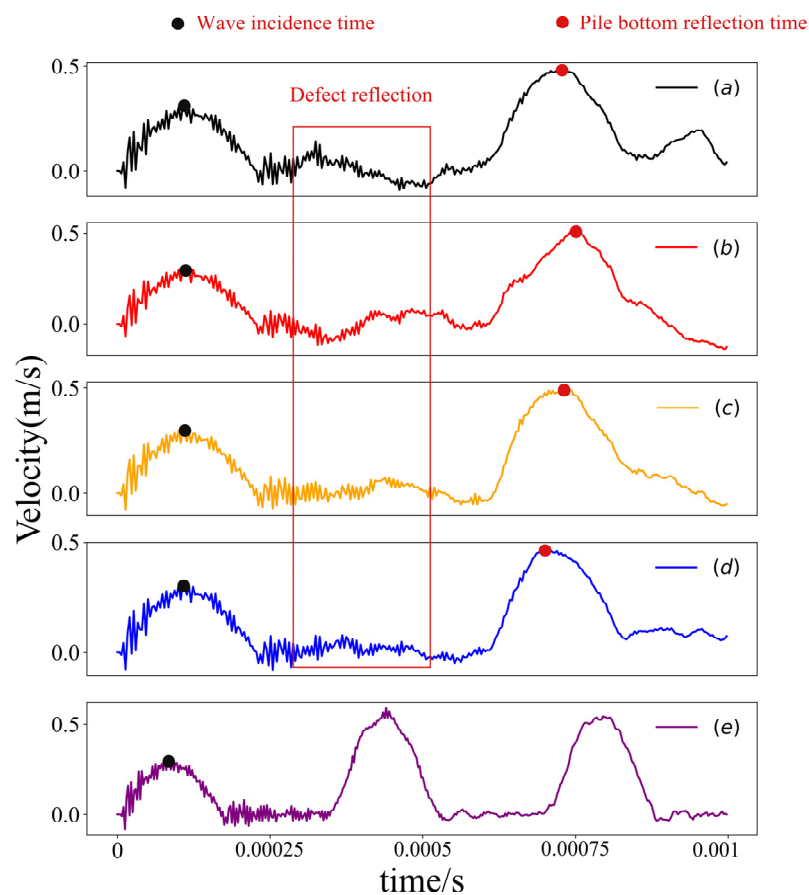 Wave incidence time
Pile bottom reflection time
0.5
0.0
(a)
Defect reflection
0.5
0.0
(b)
0.5
0.0
(c)
0.5
0.0
(d)
0.5
0.0
(e)
Velocity(m/s)
0 0.00025 0.0005 0.00075 0.001
time/s